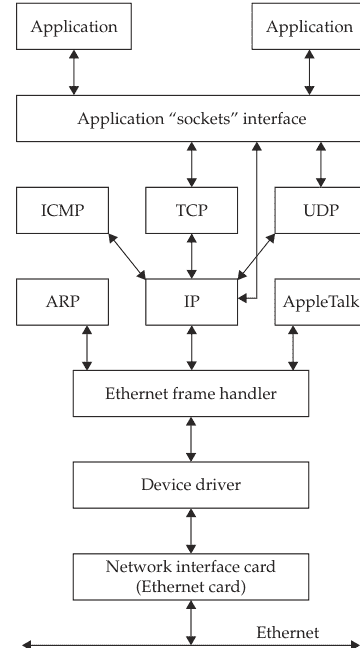 Application
Application
Application “sockets” interface
ICMP
TCP
UDP
ARP
IP
AppleTalk
Ethernet frame handler
Device driver
Network interface card
(Ethernet card)
Ethernet